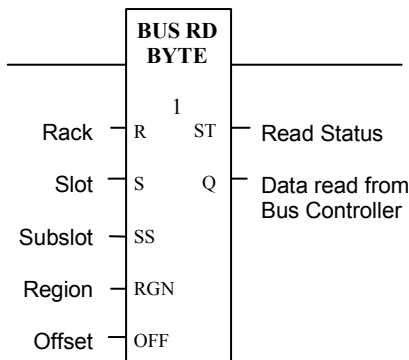 BUS RD
BYTE
1
Rack R ST Read Status
Slot S Q Data read from
Bus Controller
Subslot SS
Region RGN
Offset OFF